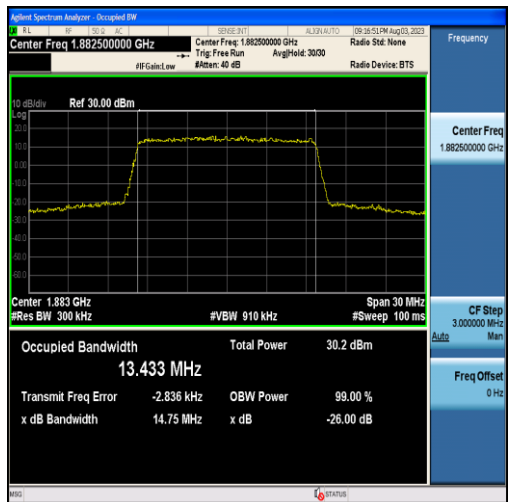 Agilent Spectrum Analyzer - Occupied BW
RL RF 50 Ω AC SENSE:INT ALIGN AUTO 09:16:51 PM Aug 03, 2023
Center Freq 1.882500000 GHz Center Freq: 1.882500000 GHz Radio Std: None
Trig: Free Run Avg|Hold: 30/30
#IFGain:Low #Atten: 40 dB Radio Device: BTS
Frequency
10 dB/div Ref 30.00 dBm
Log
20.0
10.0
0.00
-10.0
-20.0
-30.0
-40.0
-50.0
-60.0
Center Freq
1.882500000 GHz
Center 1.883 GHz Span 30 MHz
#Res BW 300 kHz #VBW 910 kHz #Sweep 100 ms
CF Step
3.000000 MHz
Auto Man
Occupied Bandwidth Total Power 30.2 dBm
13.433 MHz
Transmit Freq Error -2.836 kHz OBW Power 99.00 %
x dB Bandwidth 14.75 MHz x dB -26.00 dB
Freq Offset
0 Hz
MSG STATUS